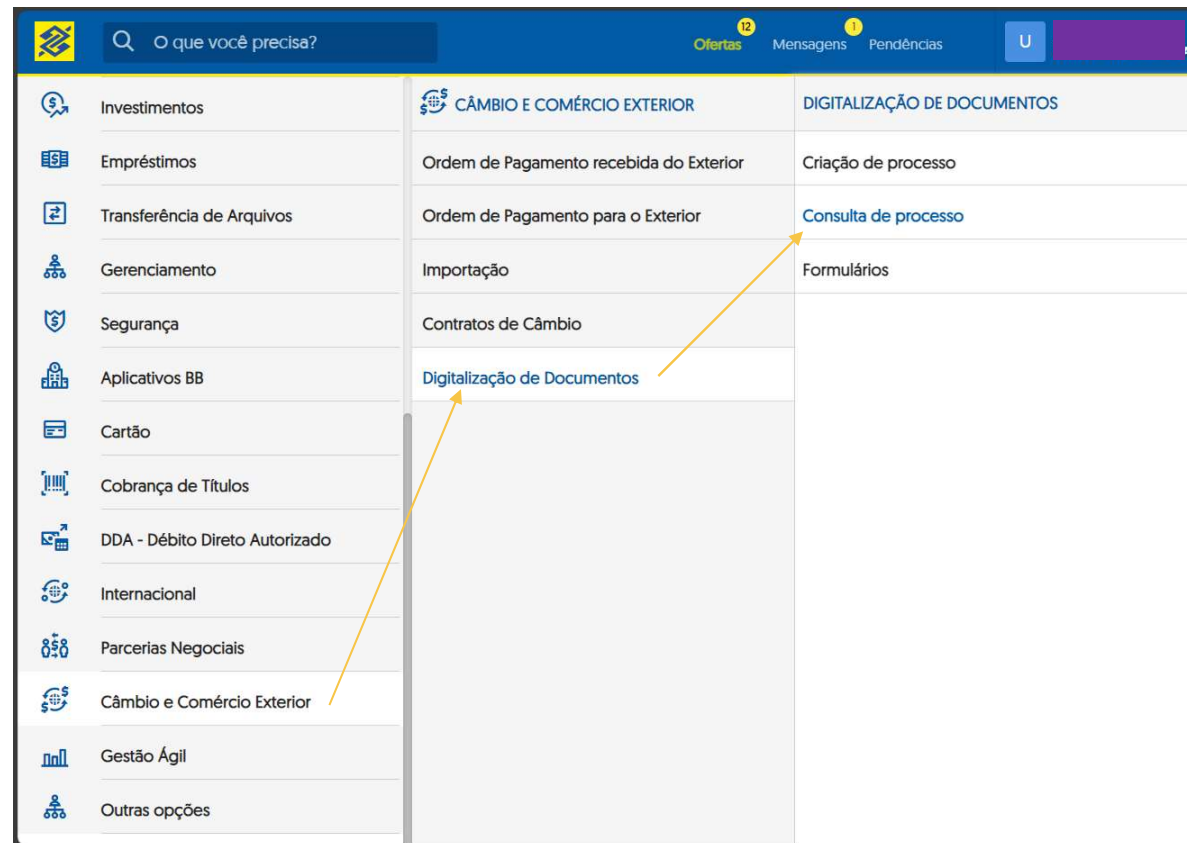 O que você precisa?
12
Ofertas
1
Mensagens
Pendências
U
Investimentos
Empréstimos
Transferência de Arquivos
Gerenciamento
Segurança
Aplicativos BB
Cartão
Cobrança de Títulos
DDA - Débito Direto Autorizado
Internacional
Parcerias Negociais
Câmbio e Comércio Exterior
Gestão Ágil
Outras opções
CÂMBIO E COMÉRCIO EXTERIOR
Ordem de Pagamento recebida do Exterior
Ordem de Pagamento para o Exterior
Importação
Contratos de Câmbio
Digitalização de Documentos
DIGITALIZAÇÃO DE DOCUMENTOS
Criação de processo
Consulta de processo
Formulários